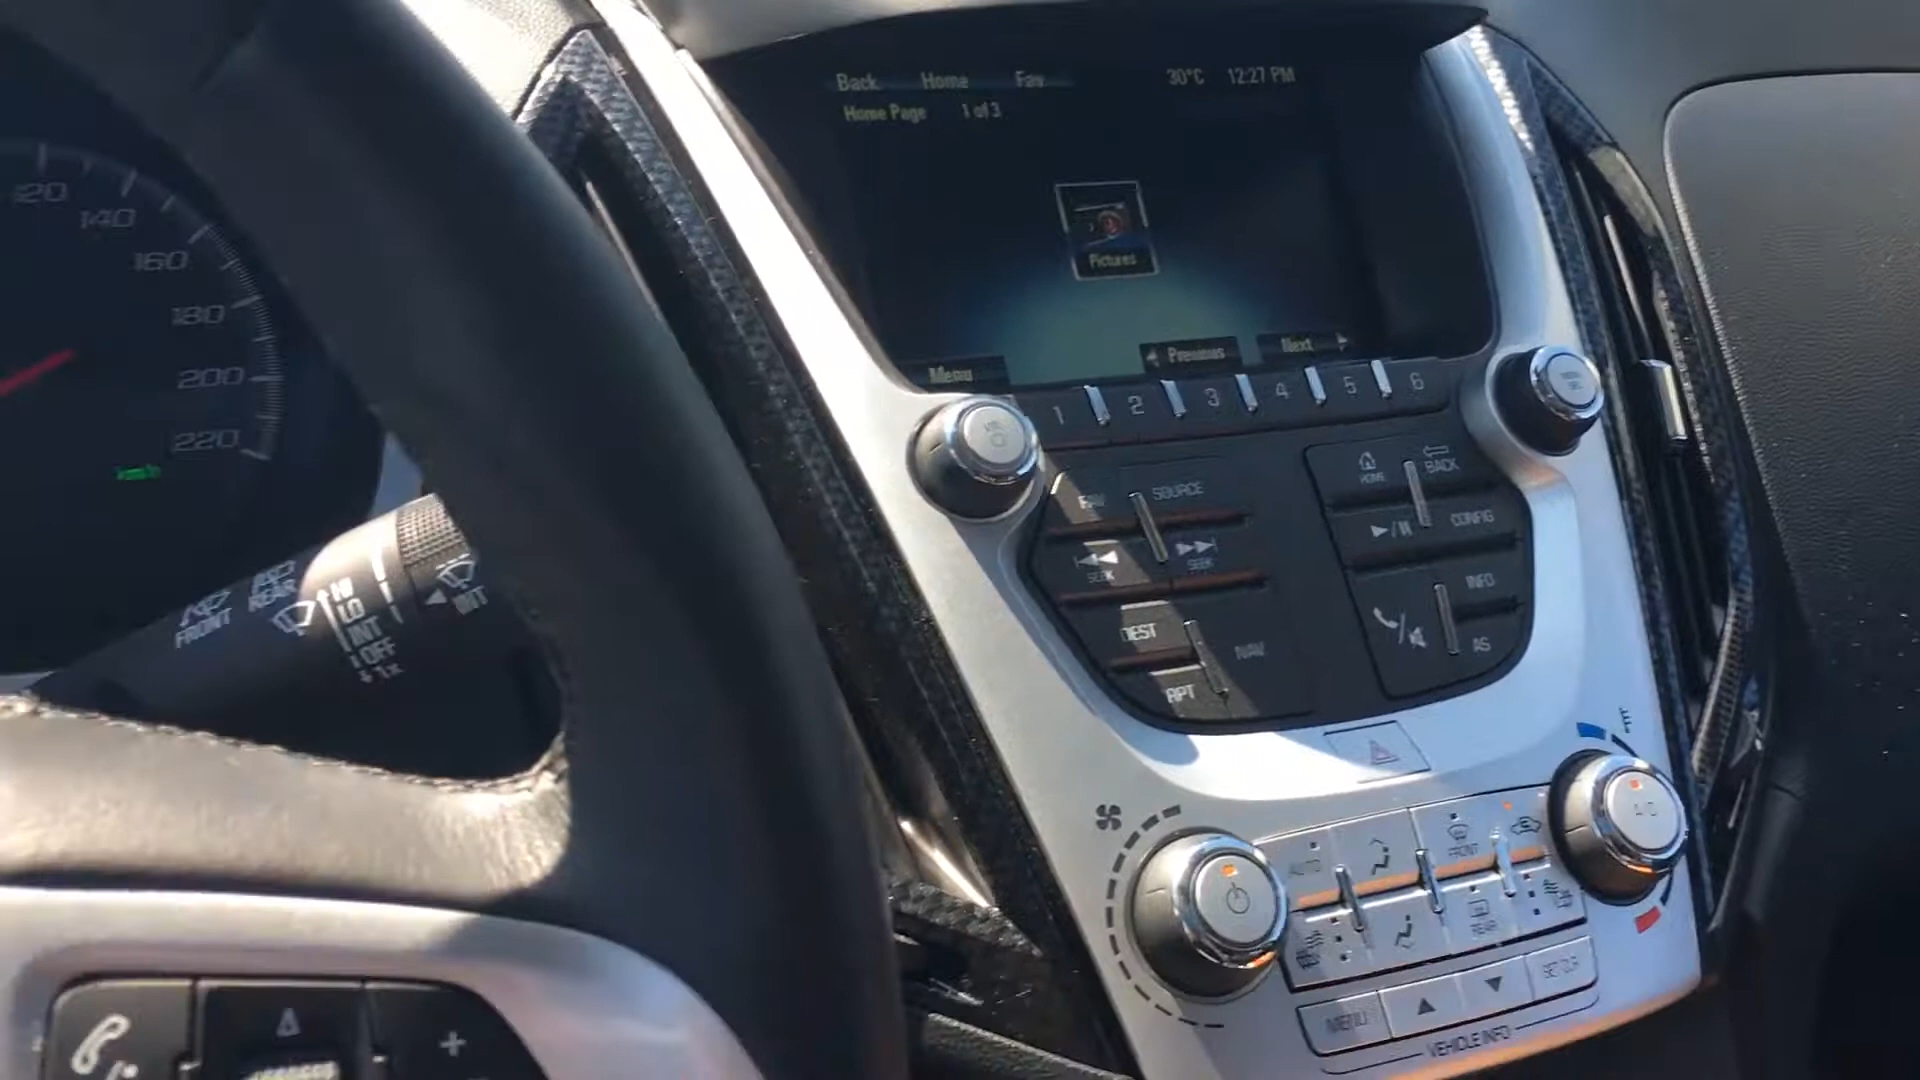 Back Home Fav 30°C 12:27 PM
Home Page 1 of 3
Pictures
Menu Previous Next
1 2 3 4 5 6
120
140
160
180
200
220
km/h
FAV SOURCE
SEEK SEEK
DEST NAV
RPT
HOME BACK
CONFIG
INFO
AS
FRONT REAR
HI
LO
INT
OFF
1x
INT
AUTO FRONT
A/C
REAR
MENU SET/CLR
VEHICLE INFO